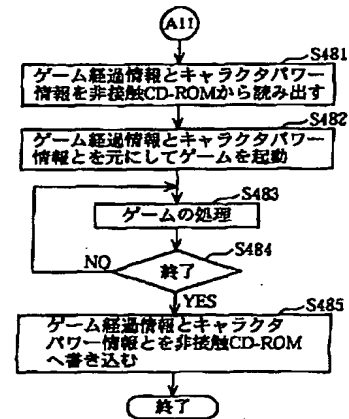 A11
S481
ゲーム経過情報とキャラクタパワー
情報を非接触CD-ROMから読み出す
S482
ゲーム経過情報とキャラクタパワー
情報とを元にしてゲームを起動
S483
ゲームの処理
S484
終了
NO
YES
S485
ゲーム経過情報とキャラクタ
パワー情報とを非接触CD-ROM
へ書き込む
終了